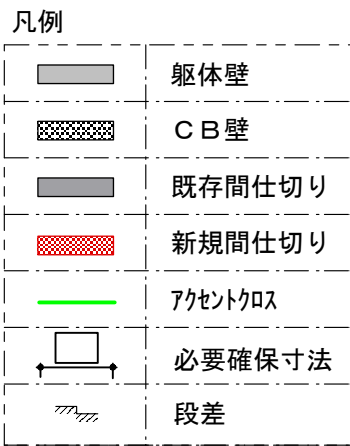 凡例
躯体壁
ＣＢ壁
既存間仕切り
新規間仕切り
ｱｸｾﾝﾄｸﾛｽ
必要確保寸法
段差